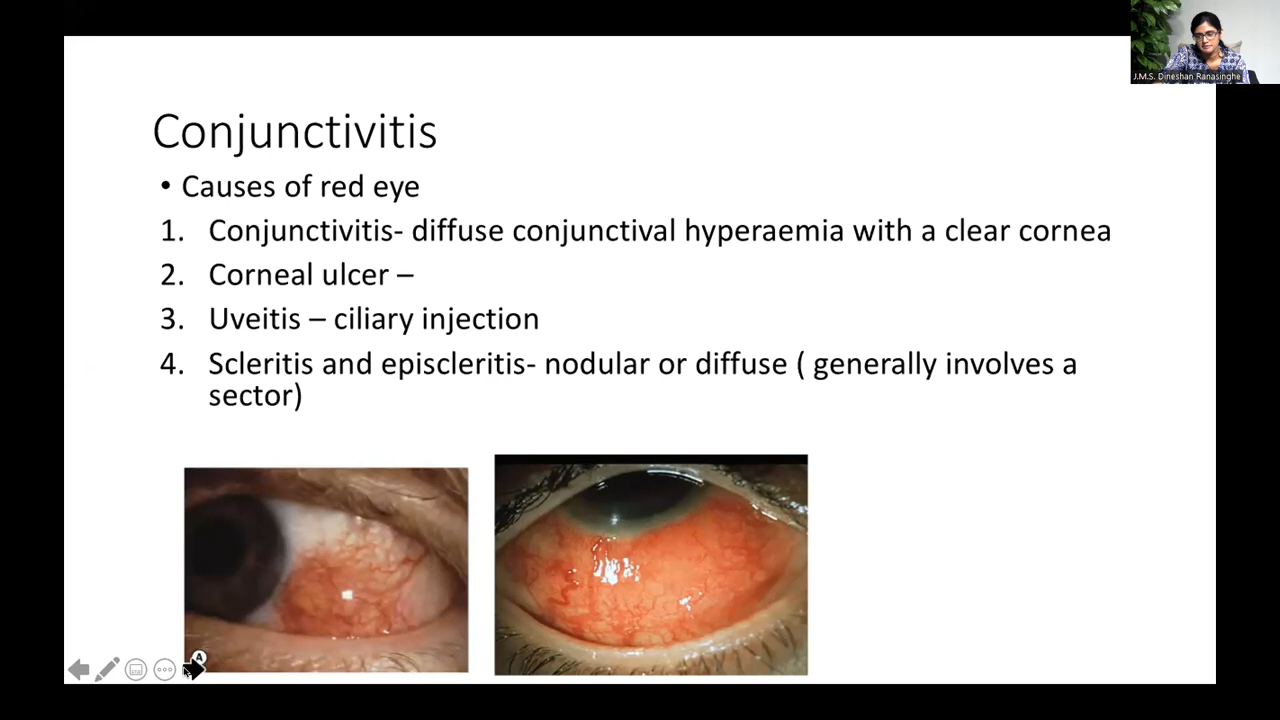 J.M.S. Dineshan Ranasinghe
Conjunctivitis
• Causes of red eye
1. Conjunctivitis- diffuse conjunctival hyperaemia with a clear cornea
2. Corneal ulcer –
3. Uveitis – ciliary injection
4. Scleritis and episcleritis- nodular or diffuse ( generally involves a
sector)
A